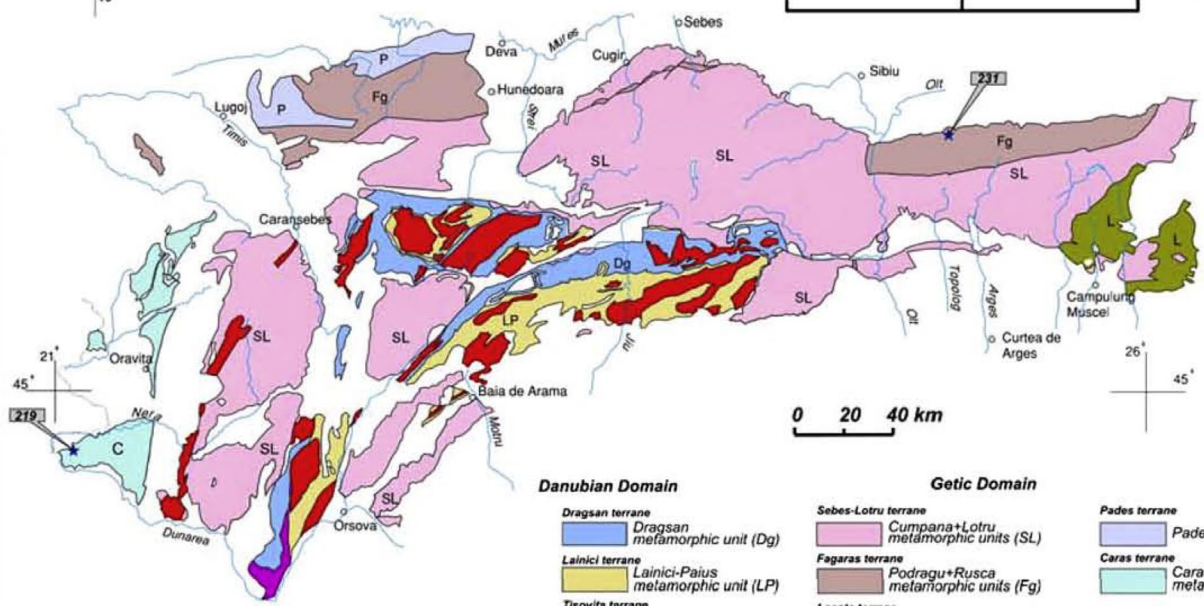 Sebes
Deva
Mures
Cugir
P
Sibiu
231
Olt
Hunedoara
Lugoj
P
Fg
Timis
Strei
Fg
SL
SL
SL
Caransebes
L
L
Dg
SL
Campulung
Muscel
Topolog
Arges
Olt
SL
SL
LP
Jiu
Curtea de
Arges
Oravita
21°
45°
26°
45°
Baia de Arama
219
Nera
0 20 40 km
Motru
C
SL
SL
Orsova
Dunarea
Danubian Domain
Getic Domain
Dragsan terrane
Dragsan
metamorphic unit (Dg)
Sebes-Lotru terrane
Cumpana+Lotru
metamorphic units (SL)
Pades terrane
Pade
Lainici terrane
Lainici-Paius
metamorphic unit (LP)
Fagaras terrane
Podragu+Rusca
metamorphic units (Fg)
Caras terrane
Cara
meta